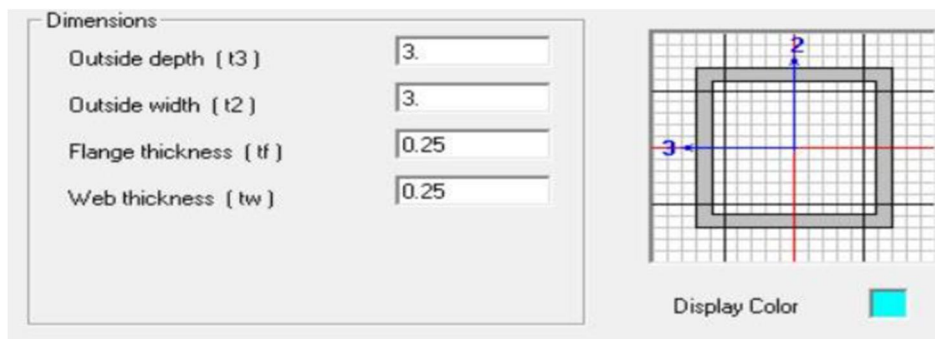 Dimensions
Outside depth ( t3 ) 3.
Outside width ( t2 ) 3.
Flange thickness ( tf ) 0.25
Web thickness ( tw ) 0.25
2
3
Display Color